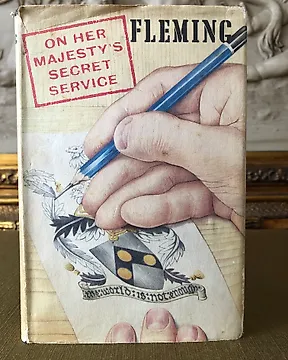 FLEMING
ON HER
MAJESTY'S
SECRET
SERVICE
the:world:is:not:enough